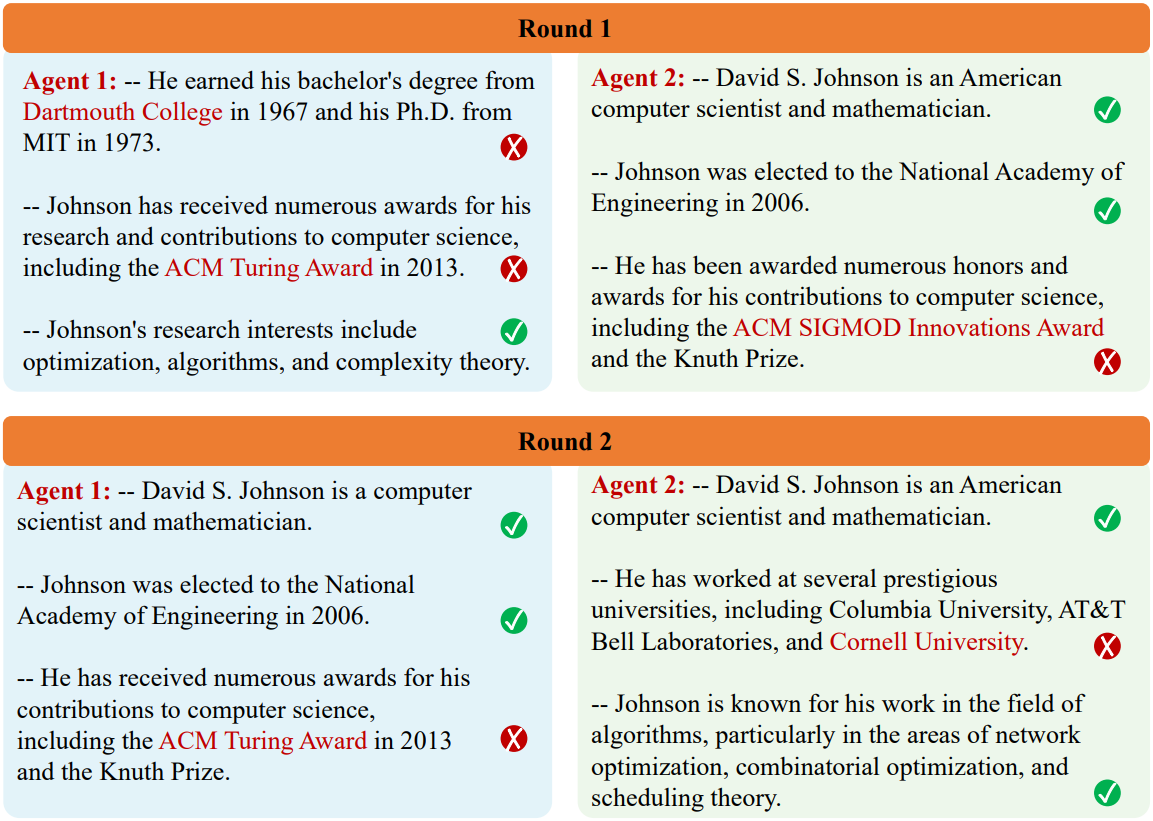 Round 1
Agent 1: -- He earned his bachelor's degree from
Dartmouth College in 1967 and his Ph.D. from
MIT in 1973.
-- Johnson has received numerous awards for his
research and contributions to computer science,
including the ACM Turing Award in 2013.
-- Johnson's research interests include
optimization, algorithms, and complexity theory.
Agent 2: -- David S. Johnson is an American
computer scientist and mathematician.
-- Johnson was elected to the National Academy of
Engineering in 2006.
-- He has been awarded numerous honors and
awards for his contributions to computer science,
including the ACM SIGMOD Innovations Award
and the Knuth Prize.
Round 2
Agent 1: -- David S. Johnson is a computer
scientist and mathematician.
-- Johnson was elected to the National
Academy of Engineering in 2006.
-- He has received numerous awards for his
contributions to computer science,
including the ACM Turing Award in 2013
and the Knuth Prize.
Agent 2: -- David S. Johnson is an American
computer scientist and mathematician.
-- He has worked at several prestigious
universities, including Columbia University, AT&T
Bell Laboratories, and Cornell University.
-- Johnson is known for his work in the field of
algorithms, particularly in the areas of network
optimization, combinatorial optimization, and
scheduling theory.